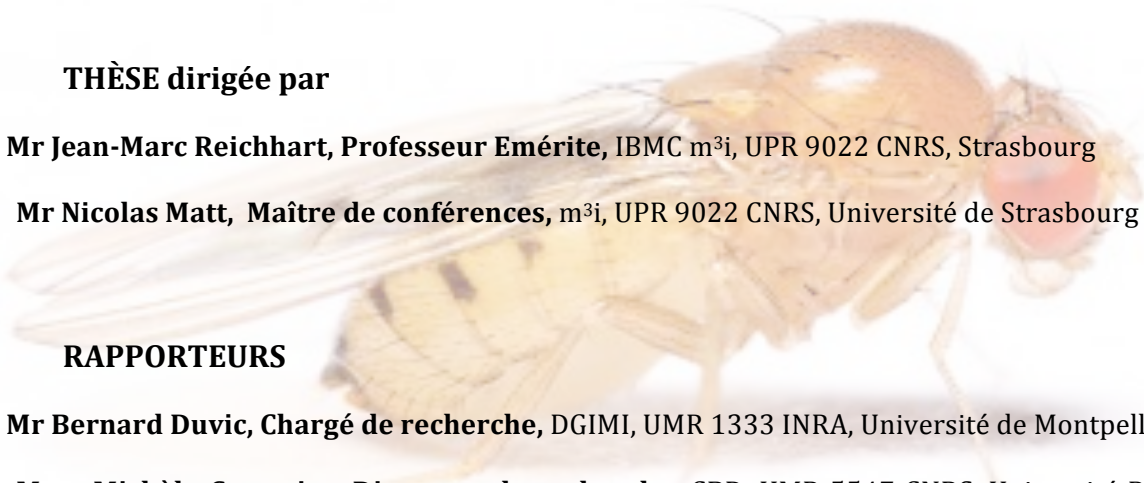 THÈSE dirigée par
Mr Jean-Marc Reichhart, Professeur Emérite, IBMC m³i, UPR 9022 CNRS, Strasbourg
Mr Nicolas Matt, Maître de conférences, m³i, UPR 9022 CNRS, Université de Strasbourg
RAPPORTEURS
Mr Bernard Duvic, Chargé de recherche, DGIMI, UMR 1333 INRA, Université de Montpell